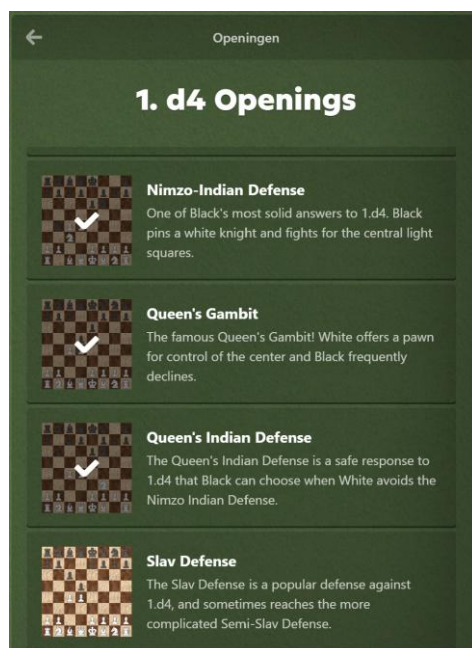 Openingen
1. d4 Openings
Nimzo-Indian Defense
One of Black's most solid answers to 1.d4. Black
pins a white knight and fights for the central light
squares.
Queen's Gambit
The famous Queen's Gambit! White offers a pawn
for control of the center and Black frequently
declines.
Queen's Indian Defense
The Queen's Indian Defense is a safe response to
1.d4 that Black can choose when White avoids the
Nimzo Indian Defense.
Slav Defense
The Slav Defense is a popular defense against
1.d4, and sometimes reaches the more
complicated Semi-Slav Defense.